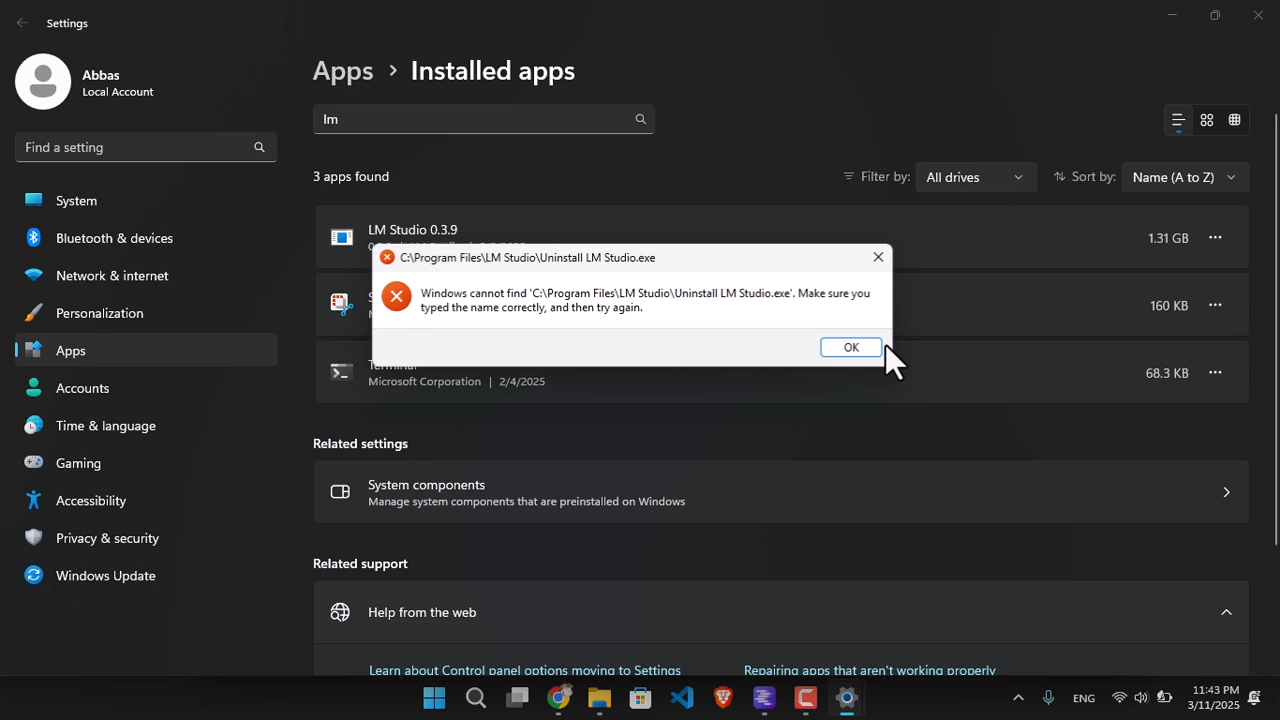 Settings
Abbas
Local Account
Find a setting
System
Bluetooth & devices
Network & internet
Personalization
Apps
Accounts
Time & language
Gaming
Accessibility
Privacy & security
Windows Update
Apps > Installed apps
lm
3 apps found
Filter by: All drives
Sort by: Name (A to Z)
LM Studio 0.3.9
1.31 GB
C:\Program Files\LM Studio\Uninstall LM Studio.exe
Windows cannot find 'C:\Program Files\LM Studio\Uninstall LM Studio.exe'. Make sure you
typed the name correctly, and then try again.
OK
160 KB
Terminal
Microsoft Corporation | 2/4/2025
68.3 KB
Related settings
System components
Manage system components that are preinstalled on Windows
Related support
Help from the web
Learn about Control panel options moving to Settings
Repairing apps that aren't working properly
ENG
11:43 PM
3/11/2025